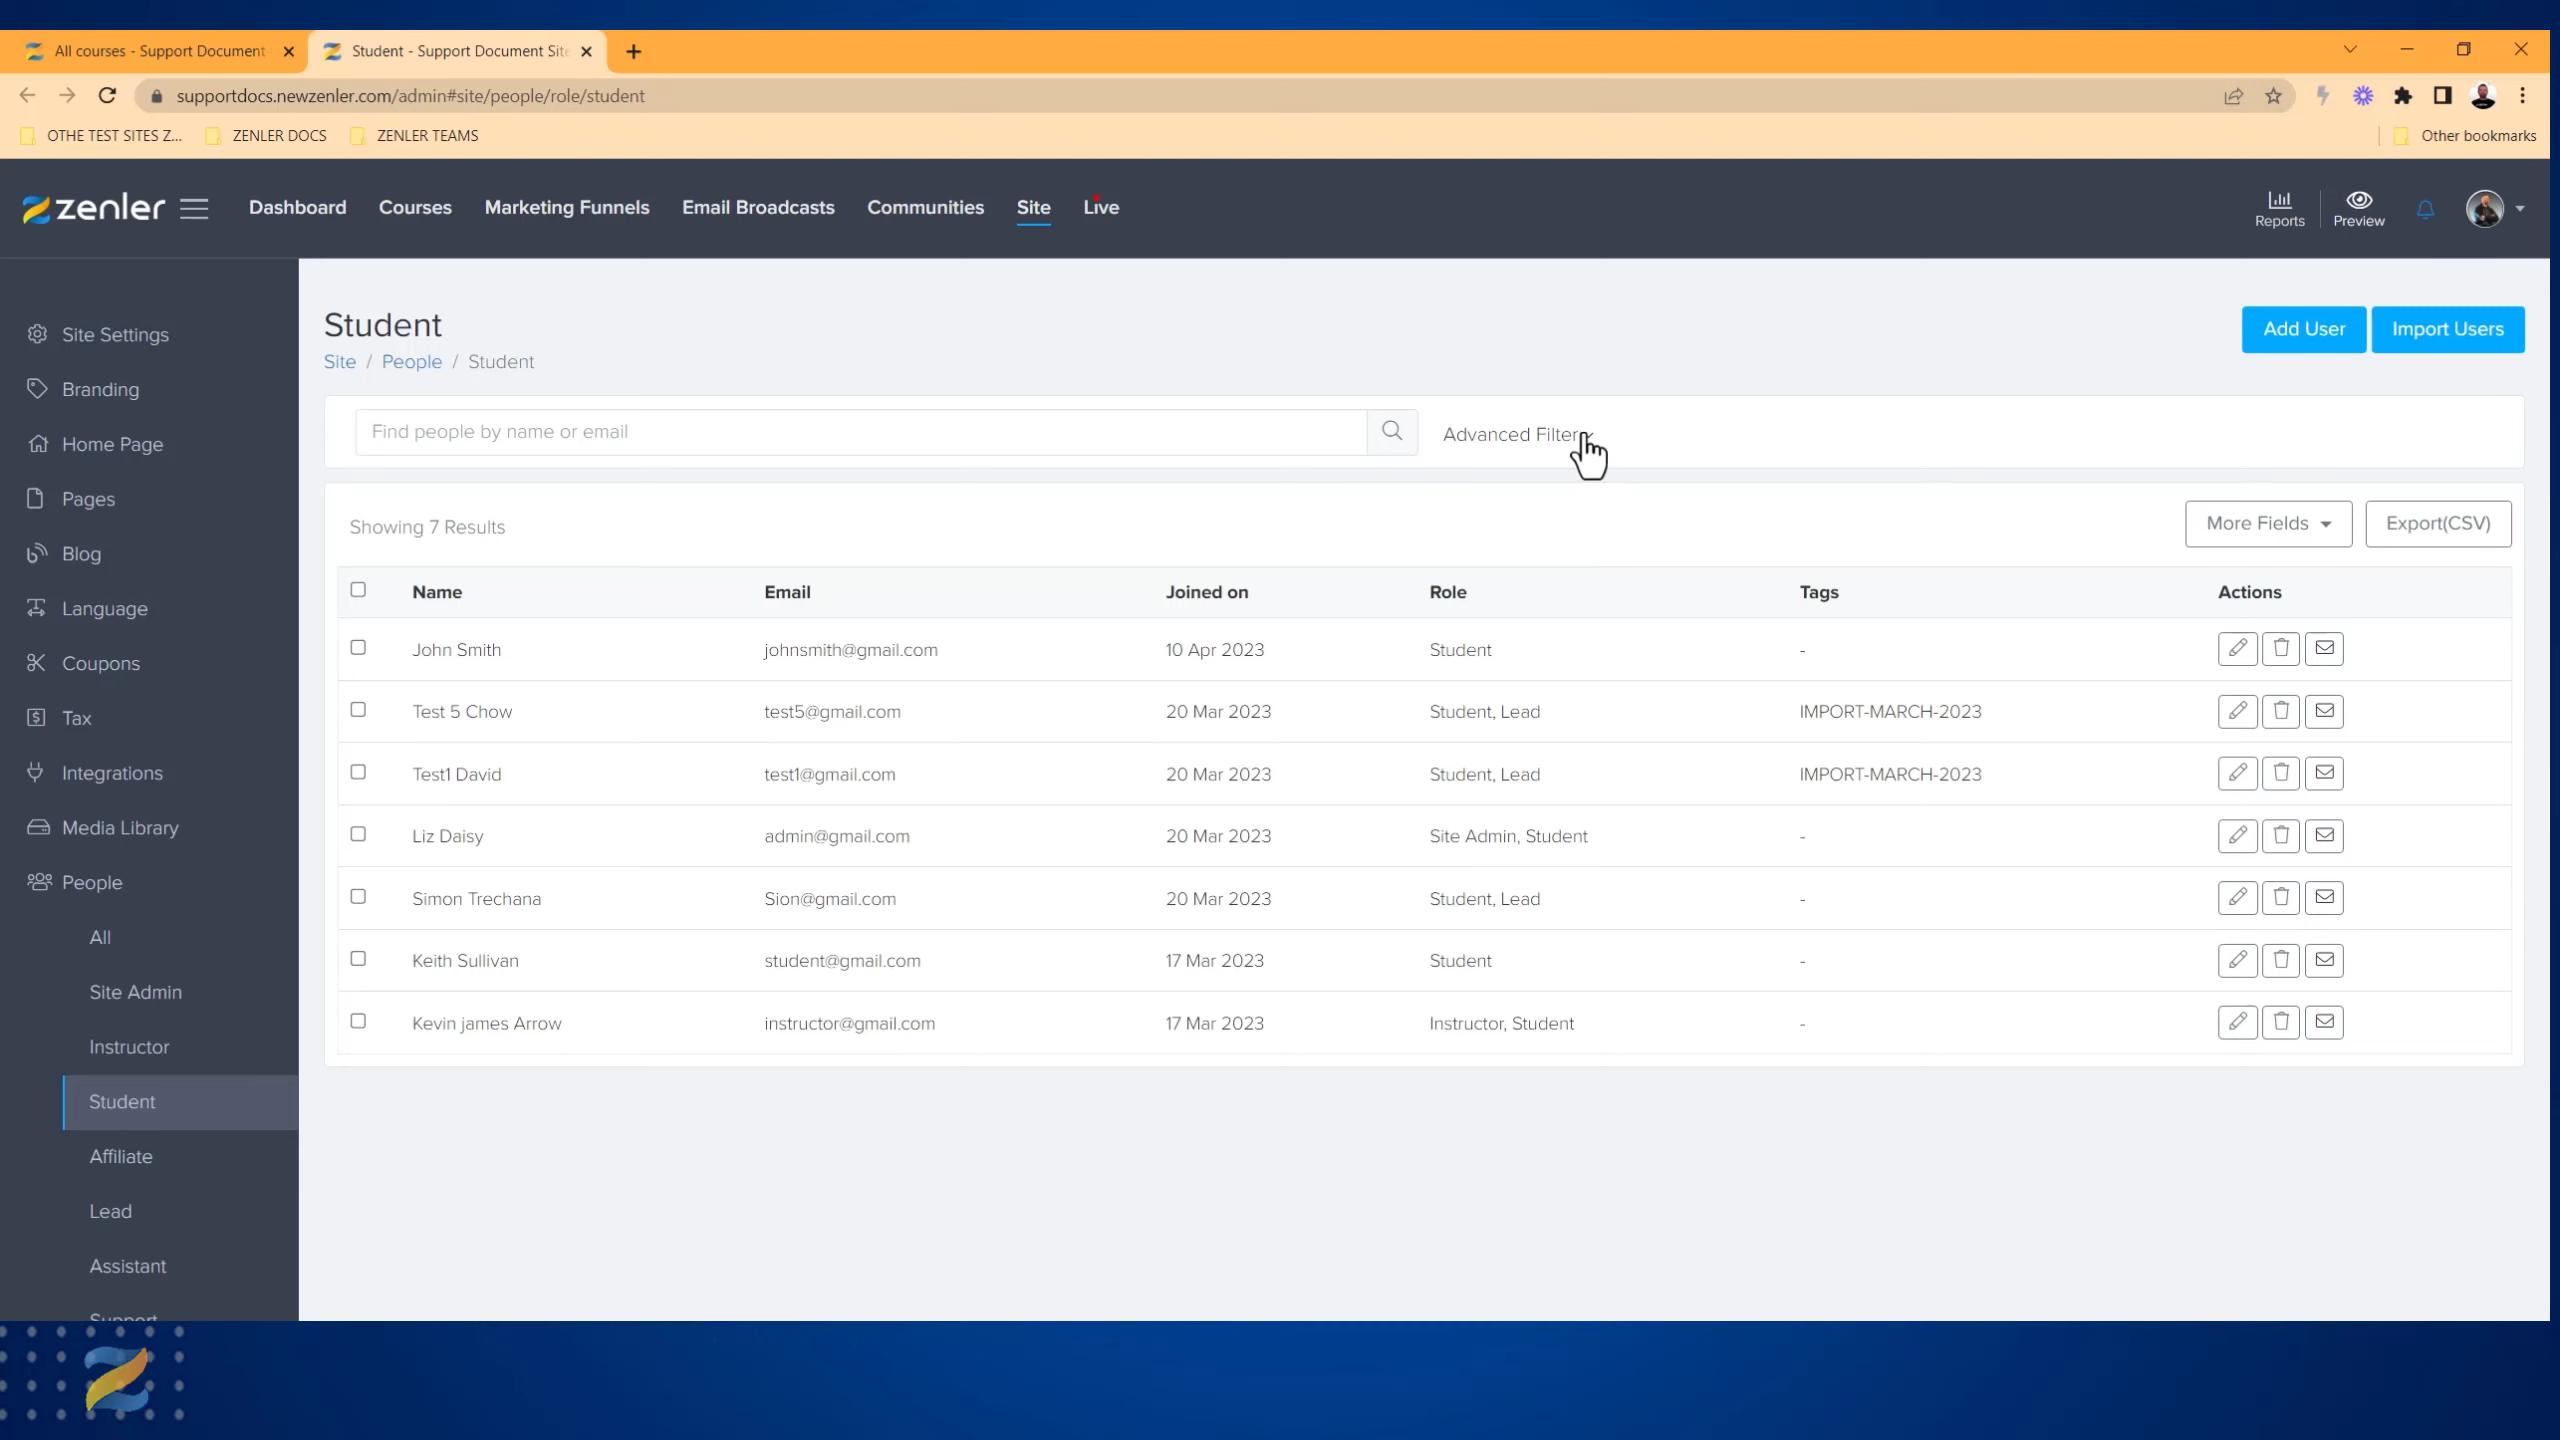 All courses - Support Document
Student - Support Document Site
supportdocs.newzenler.com/admin#site/people/role/student
OTHE TEST SITES Z...
ZENLER DOCS
ZENLER TEAMS
Other bookmarks
zenler
Dashboard
Courses
Marketing Funnels
Email Broadcasts
Communities
Site
Live
Reports
Preview
Site Settings
Branding
Home Page
Pages
Blog
Language
Coupons
Tax
Integrations
Media Library
People
All
Site Admin
Instructor
Student
Affiliate
Lead
Assistant
Support
Student
Site / People / Student
Add User
Import Users
Find people by name or email
Advanced Filter
Showing 7 Results
More Fields
Export(CSV)
Name Email Joined on Role Tags Actions
John Smith johnsmith@gmail.com 10 Apr 2023 Student -
Test 5 Chow test5@gmail.com 20 Mar 2023 Student, Lead IMPORT-MARCH-2023
Test1 David test1@gmail.com 20 Mar 2023 Student, Lead IMPORT-MARCH-2023
Liz Daisy admin@gmail.com 20 Mar 2023 Site Admin, Student -
Simon Trechana Sion@gmail.com 20 Mar 2023 Student, Lead -
Keith Sullivan student@gmail.com 17 Mar 2023 Student -
Kevin james Arrow instructor@gmail.com 17 Mar 2023 Instructor, Student -